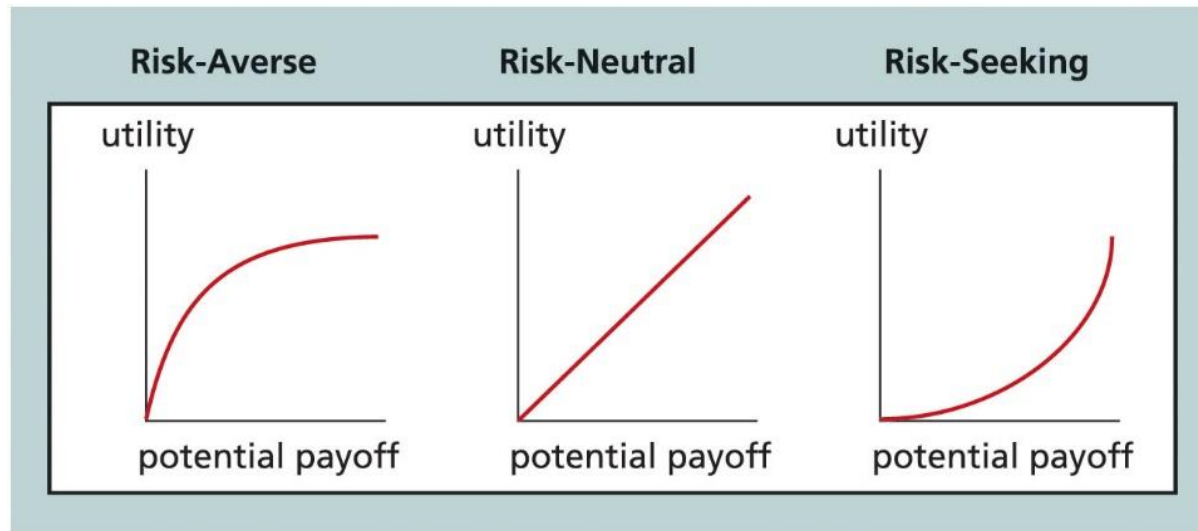 Risk-Averse
Risk-Neutral
Risk-Seeking
utility
utility
utility
potential payoff
potential payoff
potential payoff